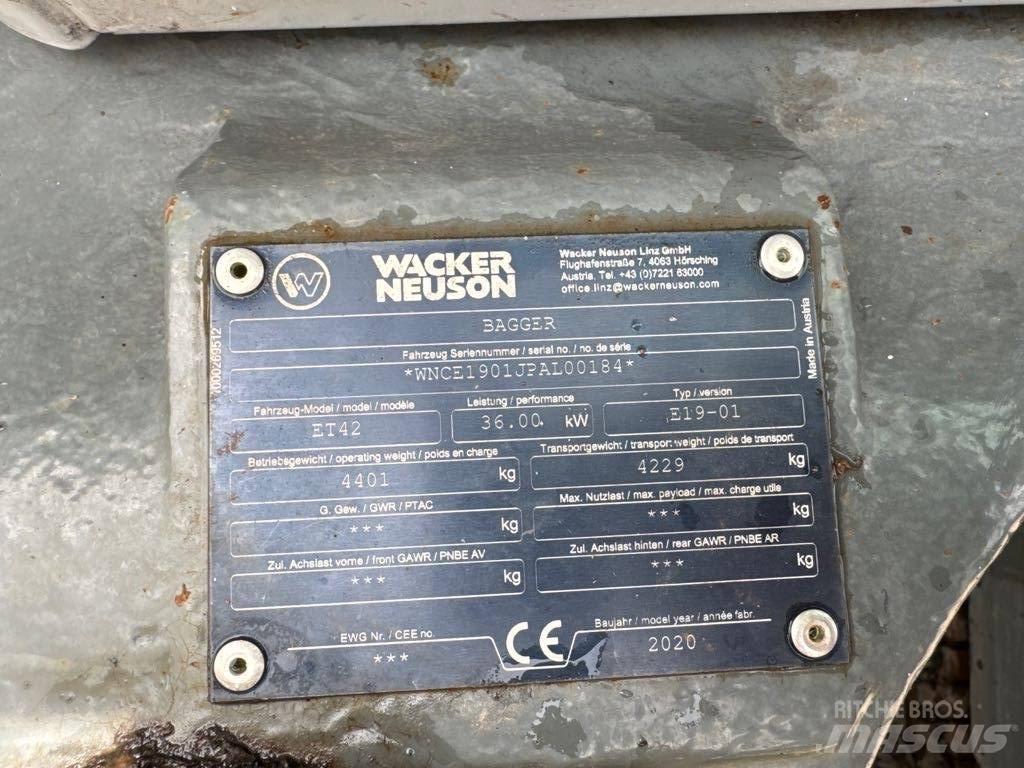 W
WACKER
NEUSON
Wacker Neuson Linz GmbH
Flughafenstraße 7, 4063 Hörsching
Austria. Tel. +43 (0)7221 63000
office.linz@wackerneuson.com
BAGGER
Fahrzeug Seriennummer / serial no. / no. de série
*WNCE1901JPAL00184*
Fahrzeug-Model / model / modèle
ET42
Leistung / performance
36.00 kW
Typ / version
E19-01
Betriebsgewicht / operating weight / poids en charge
4401 kg
Transportgewicht / transport weight / poids de transport
4229 kg
G. Gew. / GWR / PTAC
*** kg
Max. Nutzlast / max. payload / max. charge utile
*** kg
Zul. Achslast vorne / front GAWR / PNBE AV
*** kg
Zul. Achslast hinten / rear GAWR / PNBE AR
*** kg
EWG Nr. / CEE no.
***
CE
Baujahr / model year / année fabr.
2020
1000269512
Made in Austria
RITCHIE BROS.
MASCUS